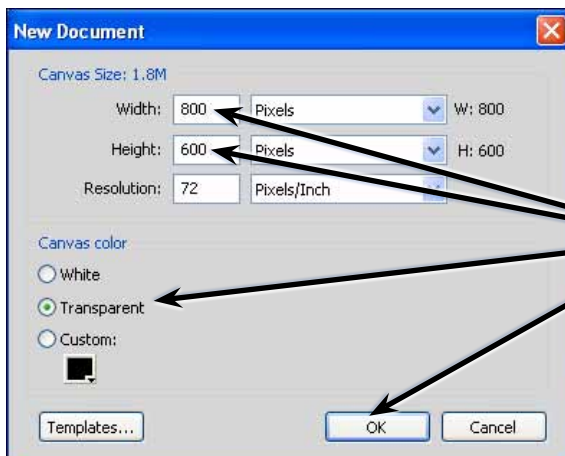 New Document
Canvas Size: 1.8M
Width: 800 Pixels W: 800
Height: 600 Pixels H: 600
Resolution: 72 Pixels/Inch
Canvas color
White
Transparent
Custom:
Templates... OK Cancel